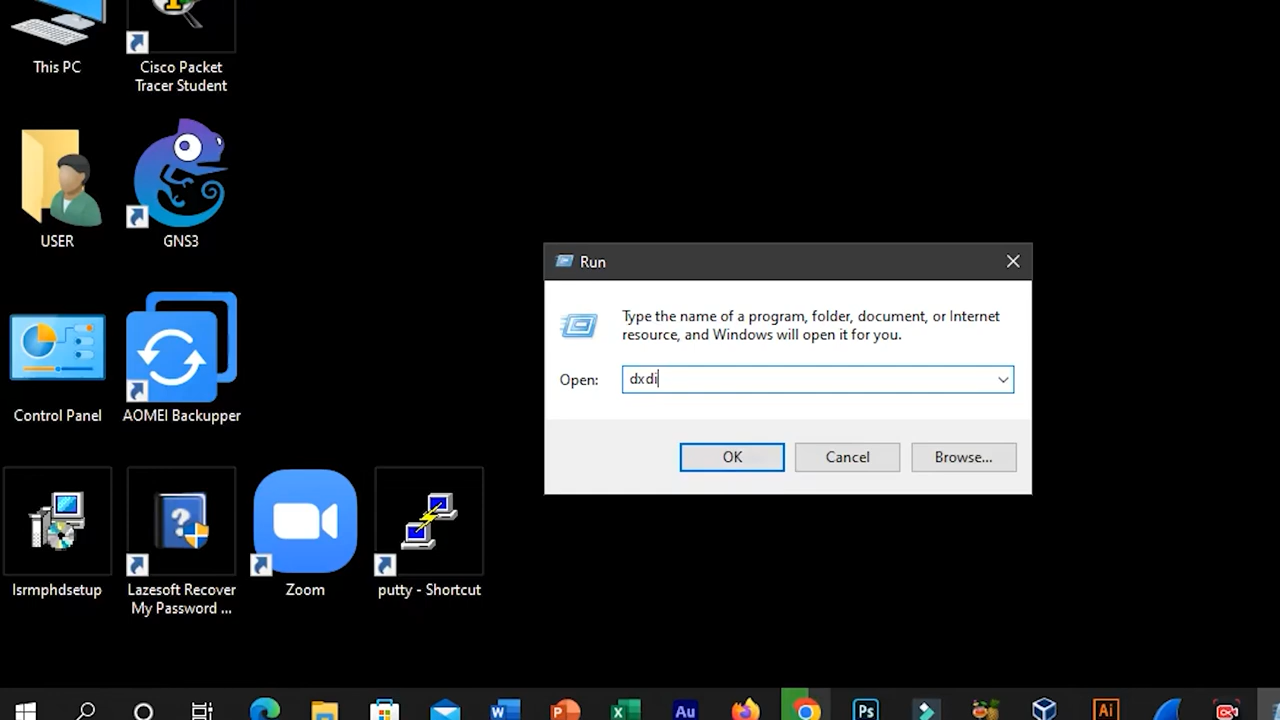 This PC
Cisco Packet
Tracer Student
USER
GNS3
Control Panel
AOMEI Backupper
lsrmphdsetup
Lazesoft Recover
My Password ...
Zoom
putty - Shortcut
Run
Type the name of a program, folder, document, or Internet
resource, and Windows will open it for you.
Open:
dxdi
OK
Cancel
Browse...
Au
Ps
Ai